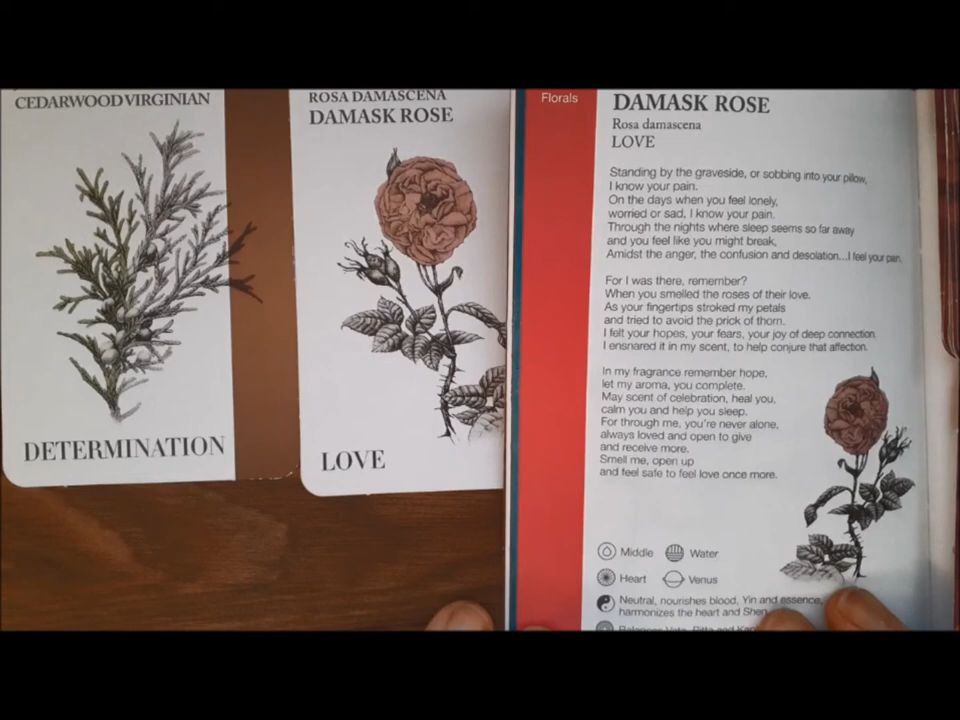 CEDARWOOD VIRGINIAN
DETERMINATION
ROSA DAMASCENA
DAMASK ROSE
LOVE
Florals
DAMASK ROSE
Rosa damascena
LOVE
Standing by the graveside, or sobbing into your pillow,
I know your pain.
On the days when you feel lonely,
worried or sad, I know your pain.
Through the nights where sleep seems so far away
and you feel like you might break,
Amidst the anger, the confusion and desolation...I feel your pain.
For I was there, remember?
When you smelled the roses of their love.
As your fingertips stroked my petals
and tried to avoid the prick of thorn.
I felt your hopes, your fears, your joy of deep connection.
I ensnared it in my scent, to help conjure that affection.
In my fragrance remember hope,
let my aroma, you complete.
May scent of celebration, heal you,
calm you and help you sleep.
For through me, you're never alone,
always loved and open to give
and receive more.
Smell me, open up
and feel safe to feel love once more.
Middle Water
Heart Venus
Neutral, nourishes blood, Yin and essence,
harmonizes the heart and Shen
Balances Vata, Pitta and